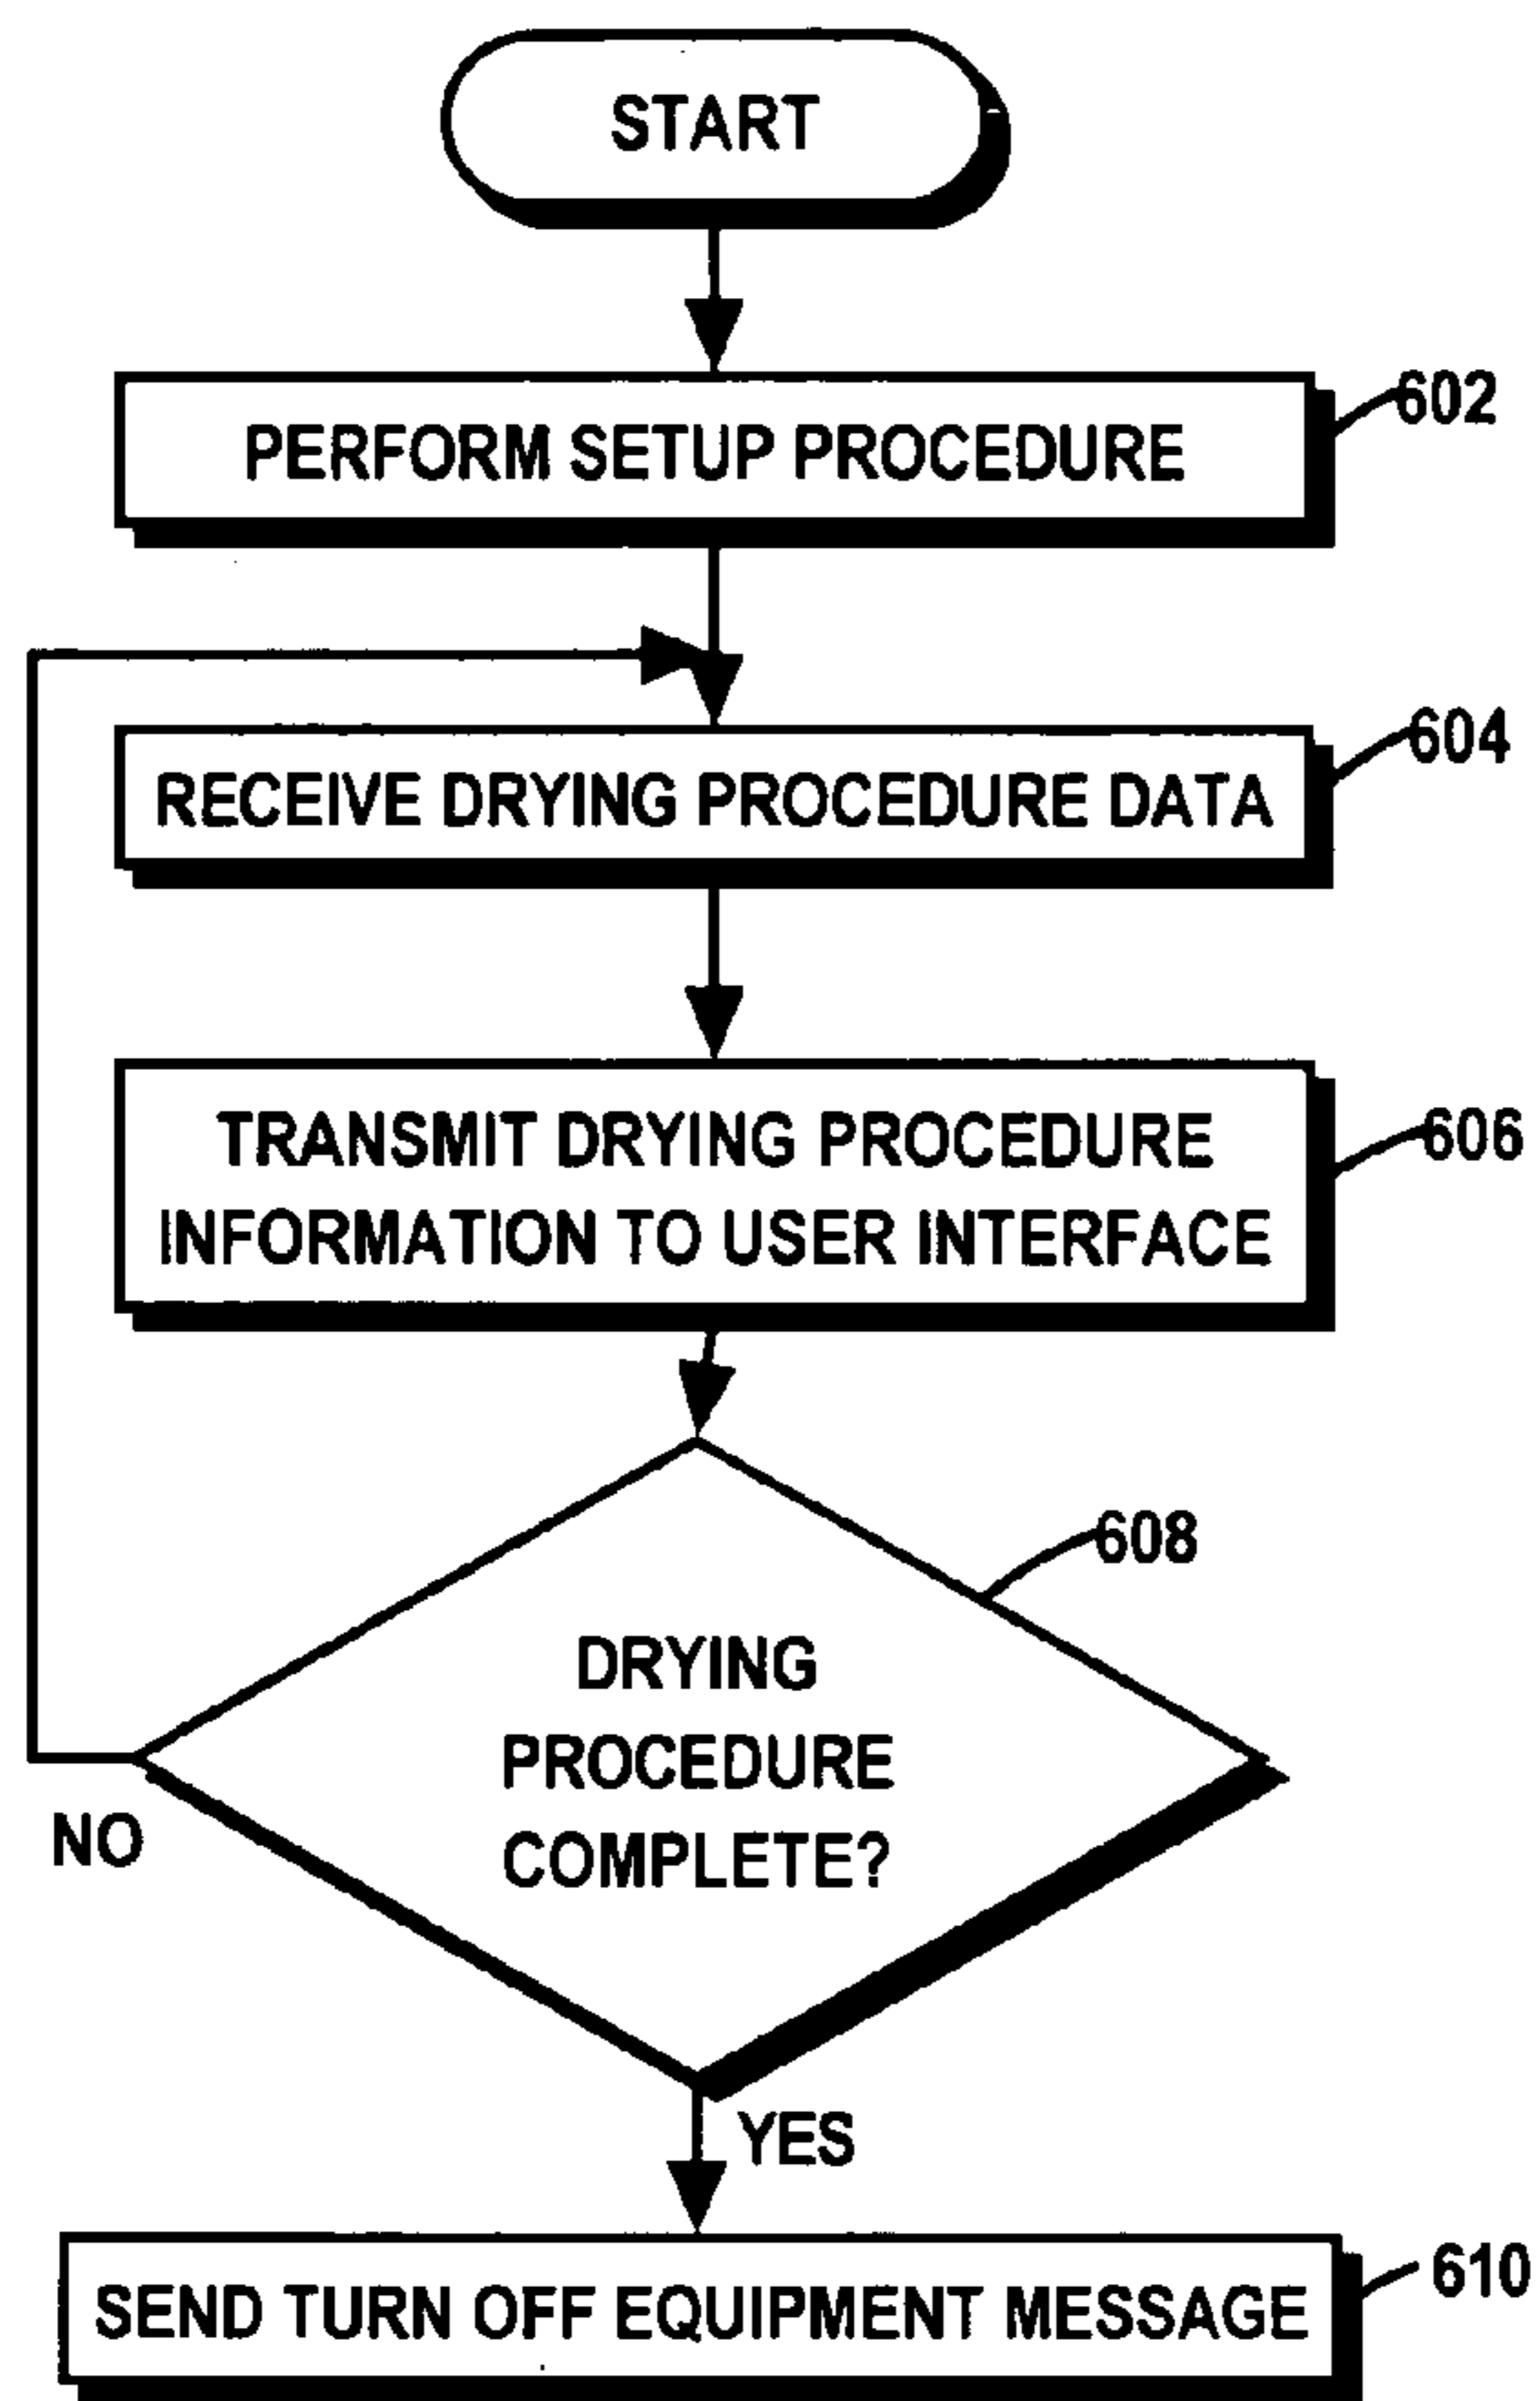 START
PERFORM SETUP PROCEDURE
602
RECEIVE DRYING PROCEDURE DATA
604
TRANSMIT DRYING PROCEDURE
INFORMATION TO USER INTERFACE
606
608
DRYING
PROCEDURE
COMPLETE?
NO
YES
SEND TURN OFF EQUIPMENT MESSAGE
610